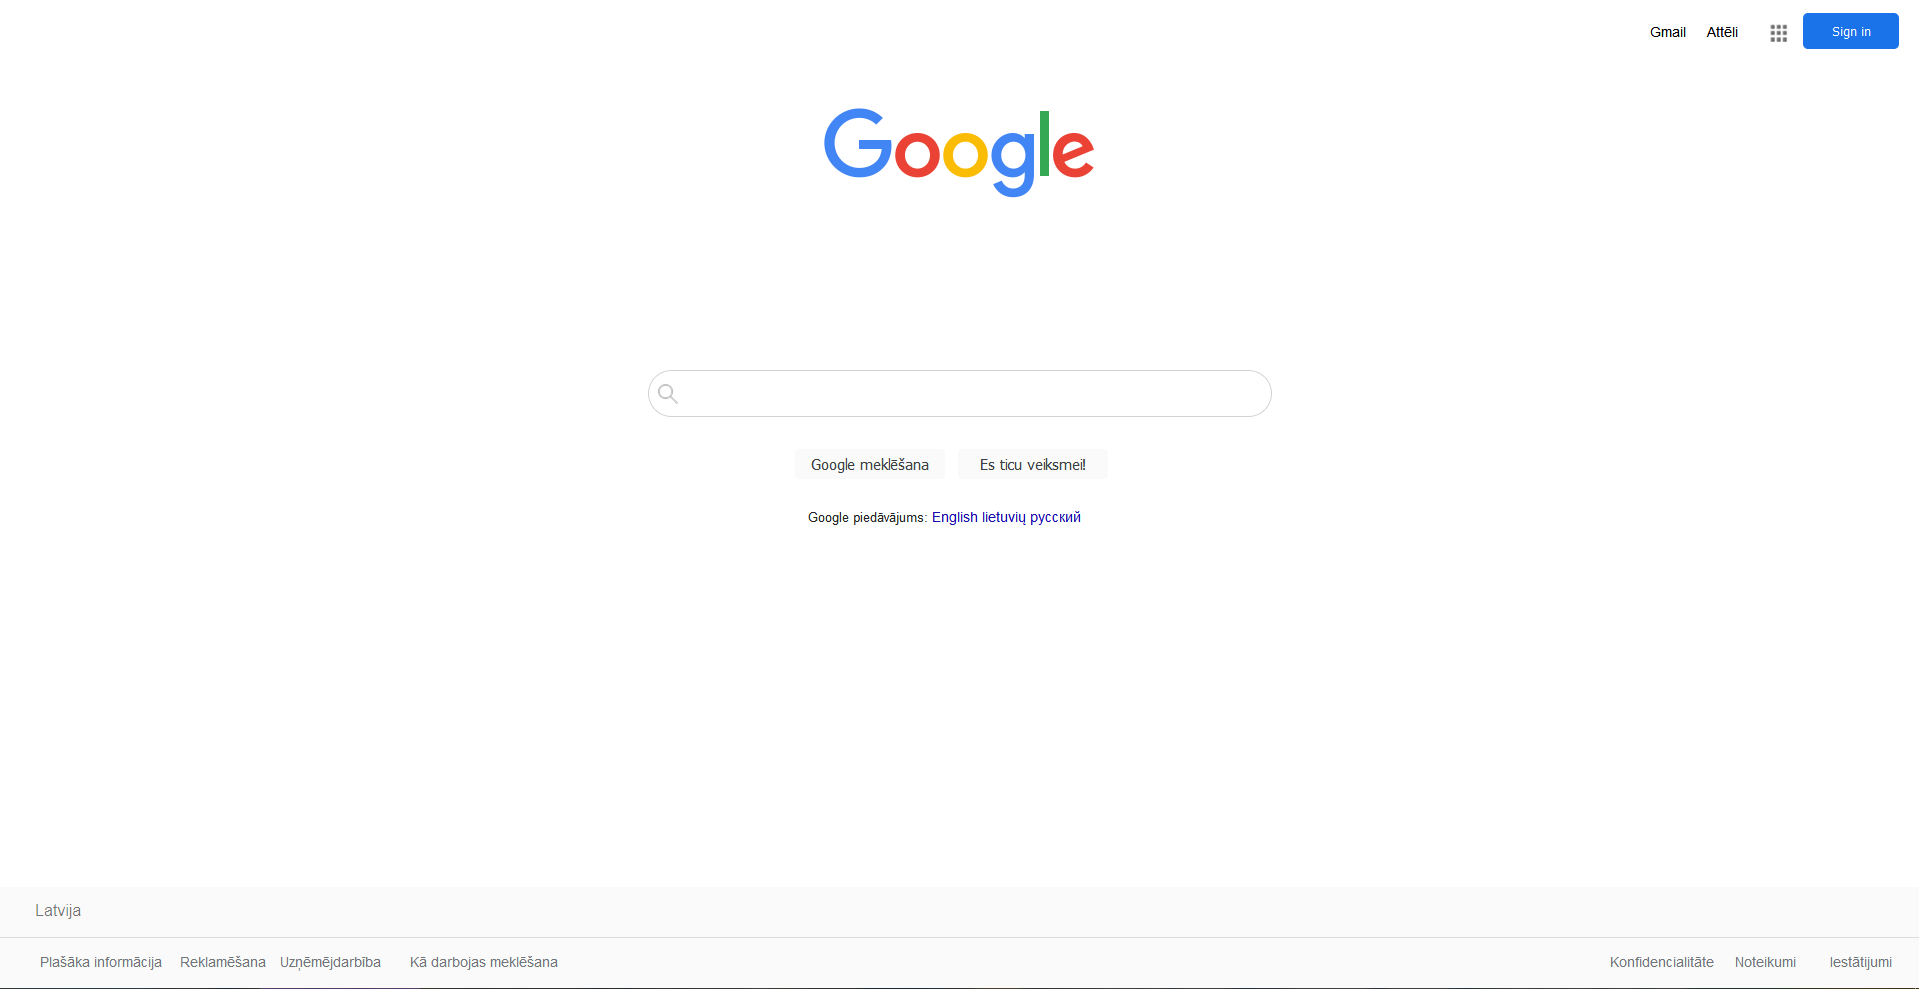 Gmail Attēli Sign in
Google
Google meklēšana Es ticu veiksmei!
Google piedāvājums: English lietuvių русский
Latvija
Plašāka informācija Reklamēšana Uzņēmējdarbība Kā darbojas meklēšana Konfidencialitāte Noteikumi Iestātijumi